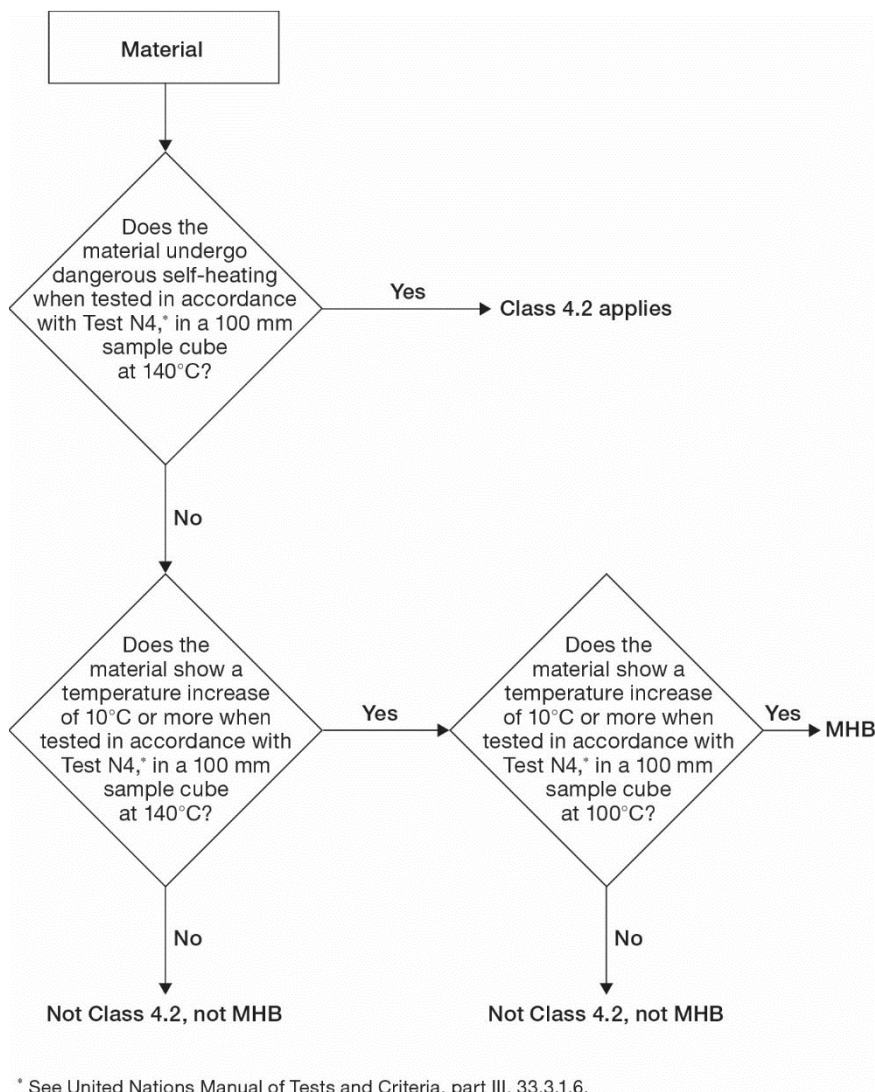 Material
Does the
material undergo
dangerous self-heating
when tested in accordance
with Test N4,* in a 100 mm
sample cube
at 140°C?
Yes
Class 4.2 applies
No
Does the
material show a
temperature increase
of 10°C or more when
tested in accordance with
Test N4,* in a 100 mm
sample cube
at 140°C?
Yes
Does the
material show a
temperature increase
of 10°C or more when
tested in accordance with
Test N4,* in a 100 mm
sample cube
at 100°C?
Yes
MHB
No
Not Class 4.2, not MHB
No
Not Class 4.2, not MHB
* See United Nations Manual of Tests and Criteria, part III, 33.3.1.6.